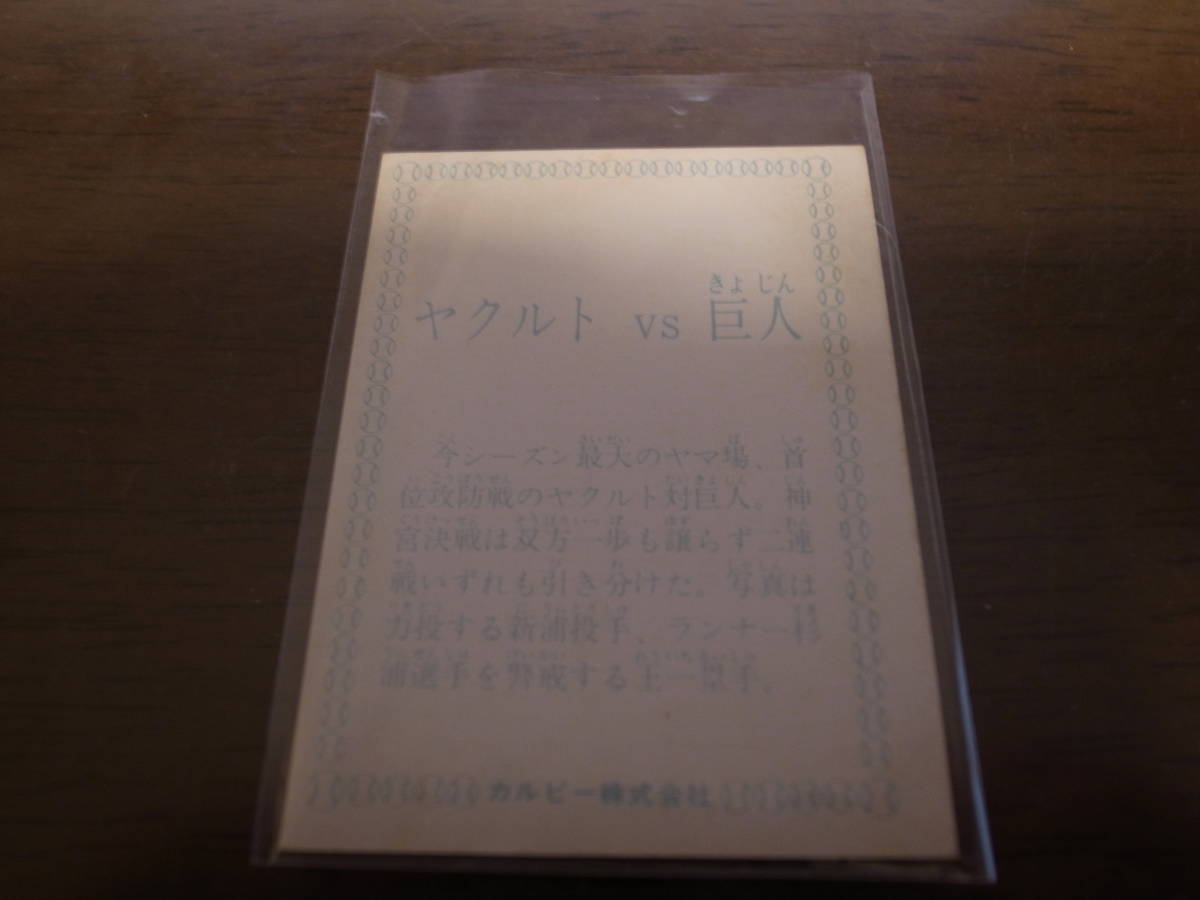 きょ じん
ヤクルト vs 巨人
今シーズン最大のヤマ場、首
位攻防戦のヤクルト対巨人。神
宮決戦は双方一歩も譲らず二連
戦いずれも引き分けた。写真は
力投する新浦投手、ランナー杉
浦選手を警戒する王一塁手。
カルビー株式会社